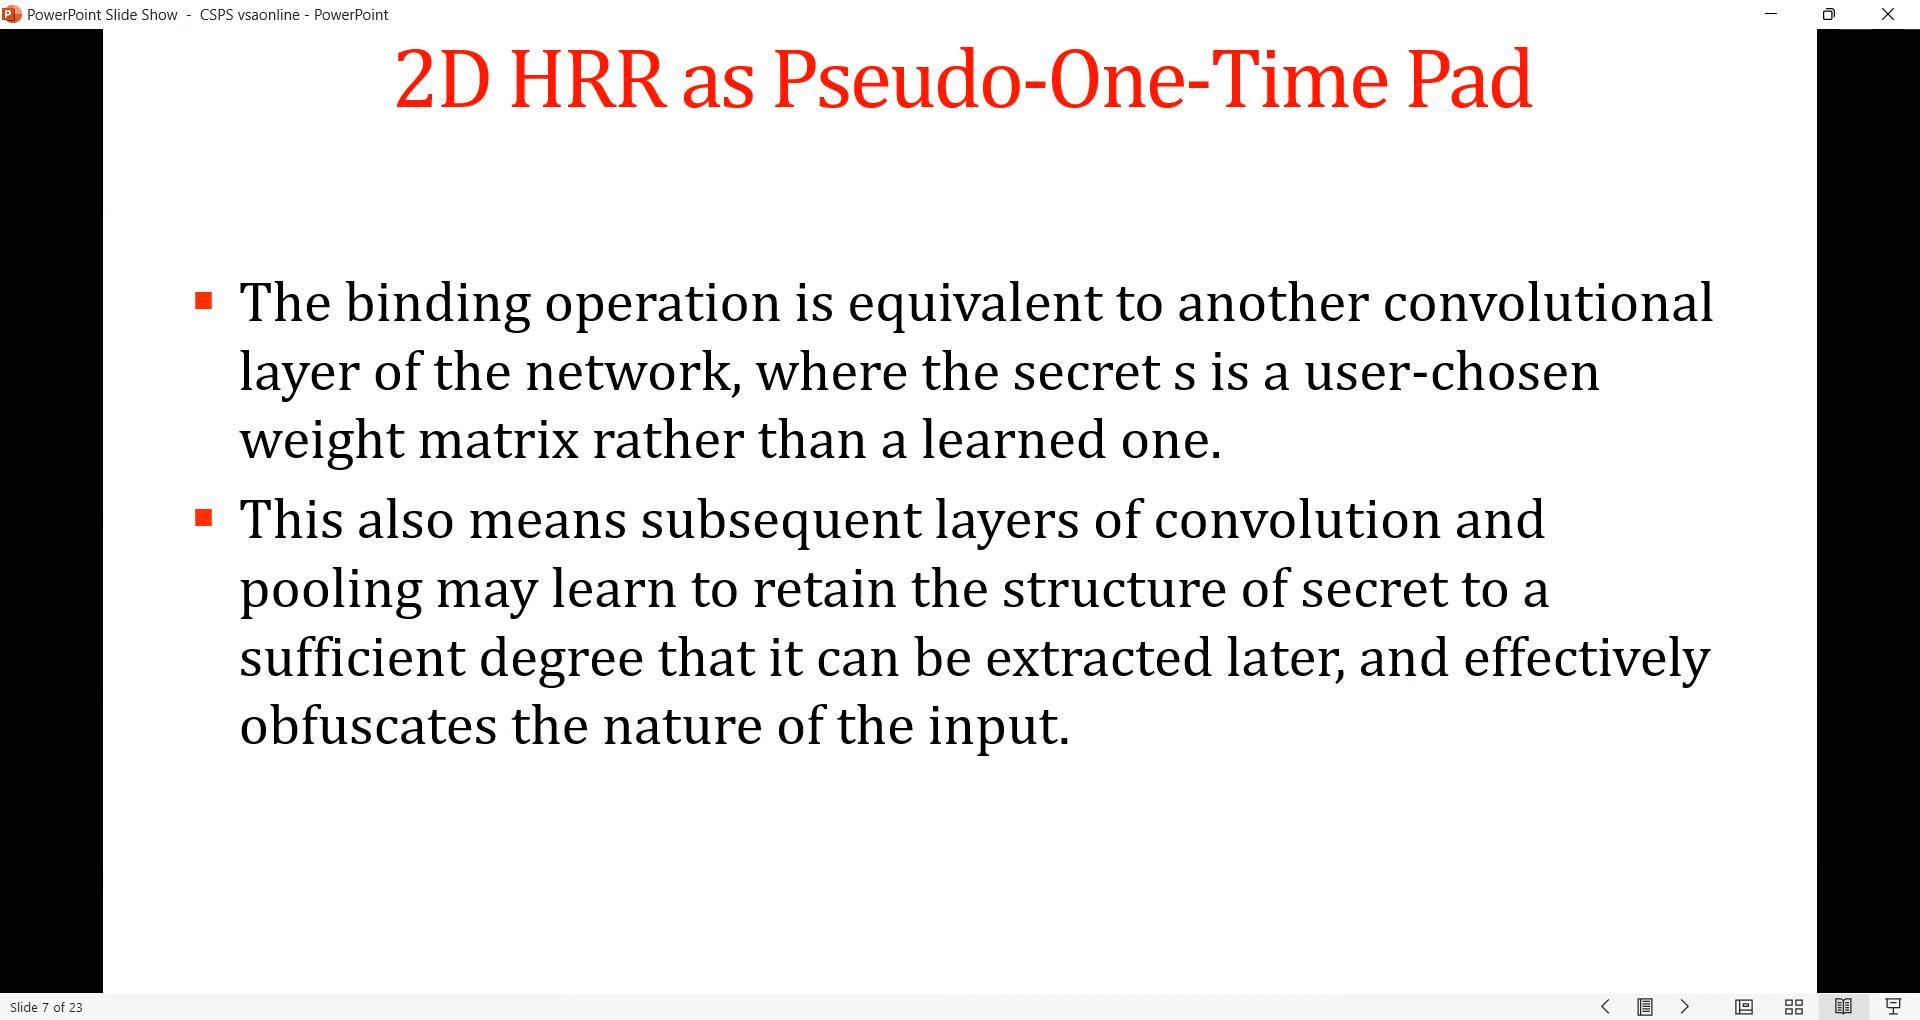 PowerPoint Slide Show - CSPS vsaonline - PowerPoint
2D HRR as Pseudo-One-Time Pad
▪ The binding operation is equivalent to another convolutional
layer of the network, where the secret s is a user-chosen
weight matrix rather than a learned one.
▪ This also means subsequent layers of convolution and
pooling may learn to retain the structure of secret to a
sufficient degree that it can be extracted later, and effectively
obfuscates the nature of the input.
Slide 7 of 23